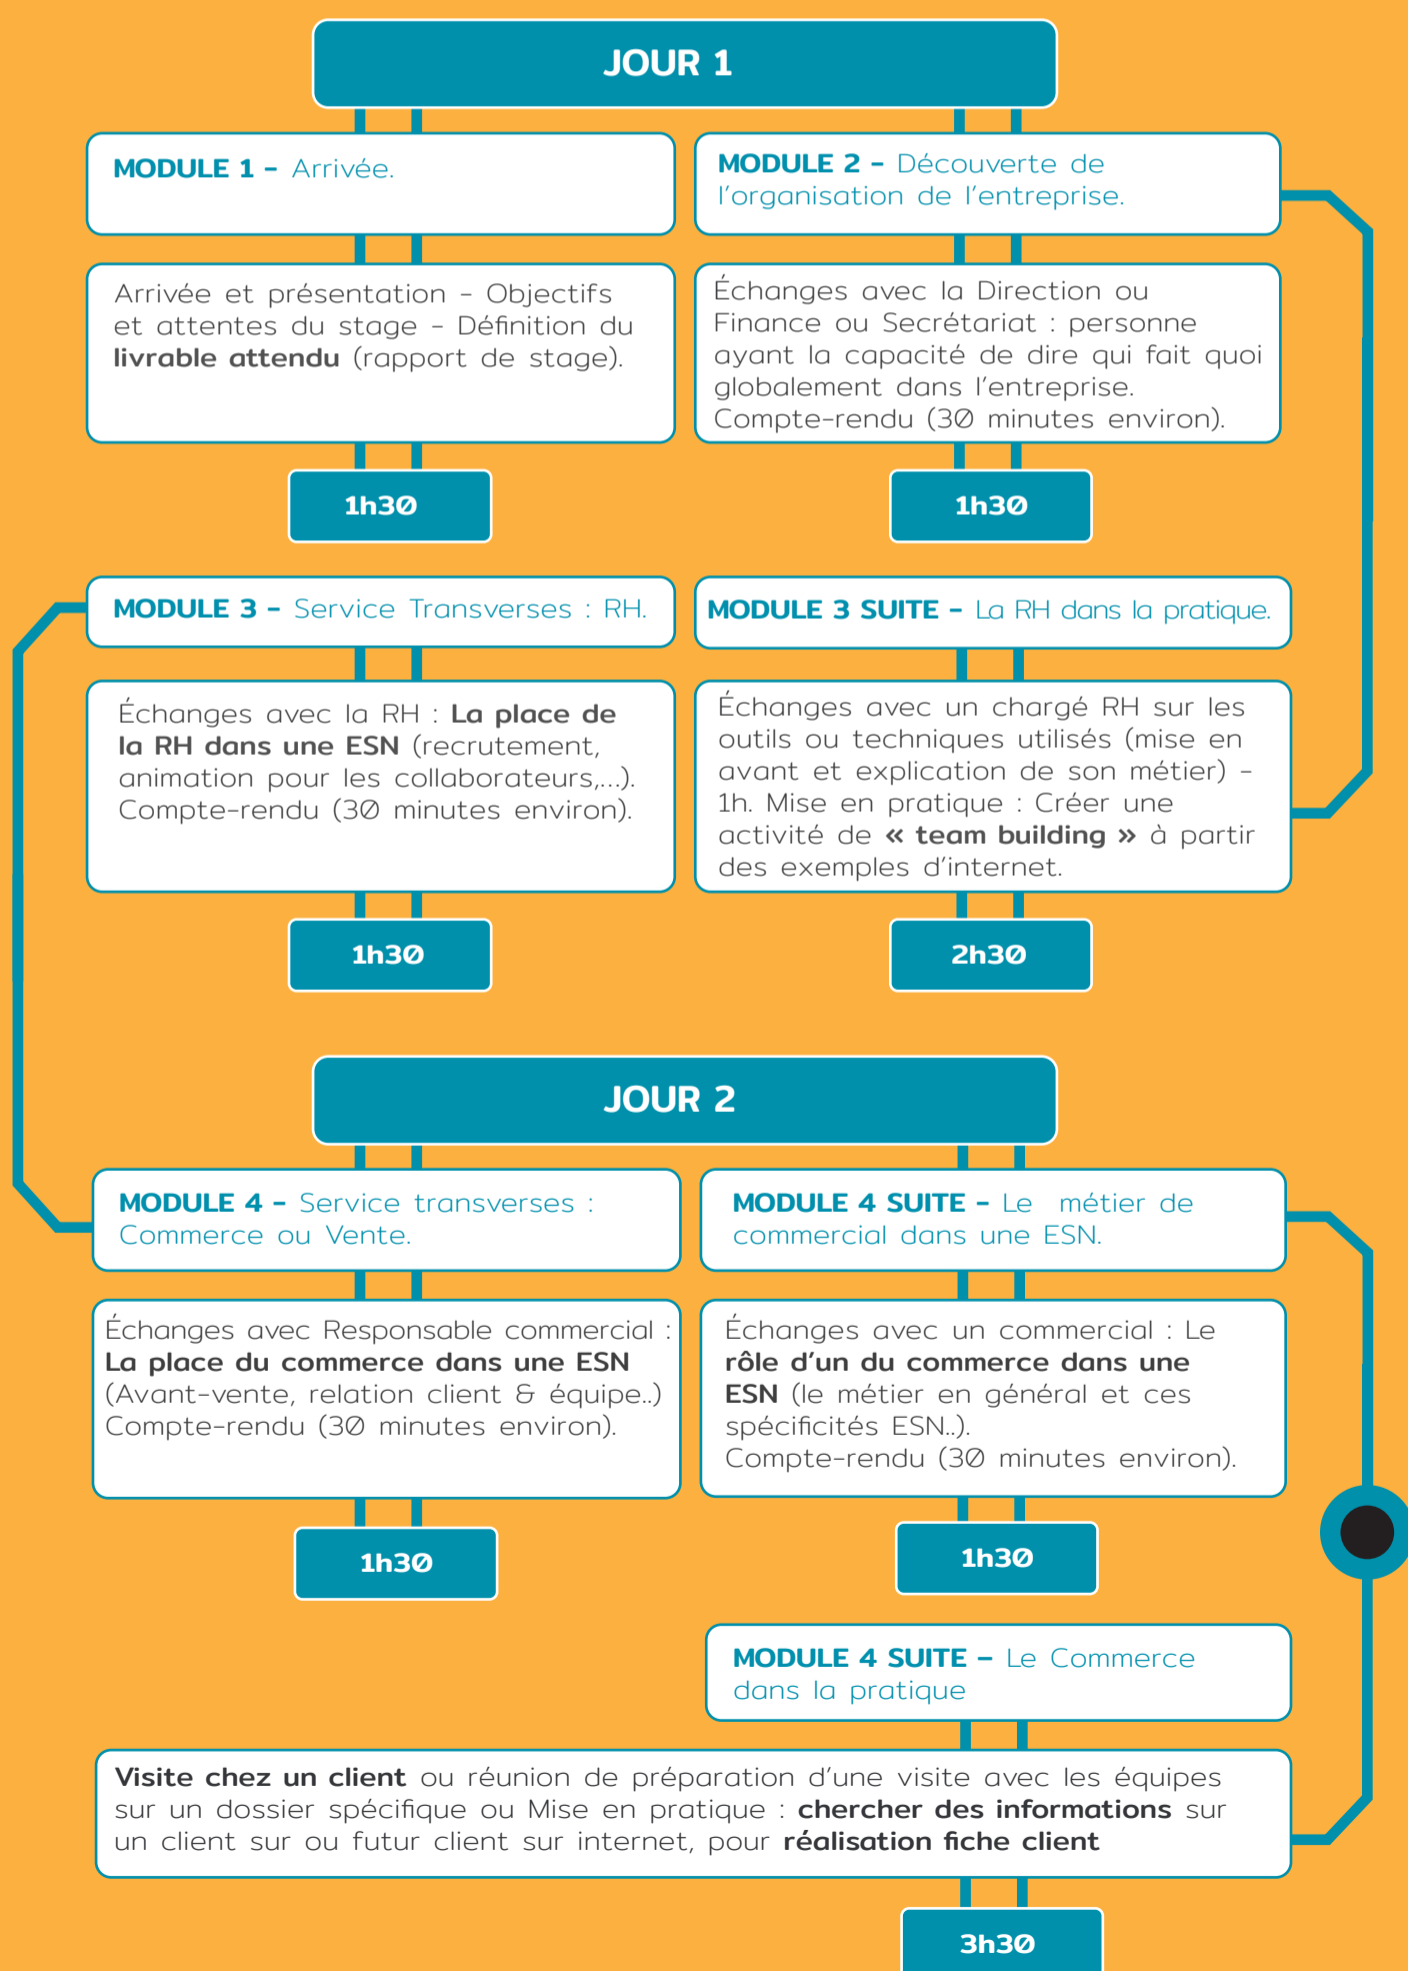 JOUR 1
MODULE 1 - Arrivée.
Arrivée et présentation - Objectifs
et attentes du stage - Définition du
livrable attendu (rapport de stage).
1h30
MODULE 2 - Découverte de
l'organisation de l'entreprise.
Échanges avec la Direction ou
Finance ou Secrétariat : personne
ayant la capacité de dire qui fait quoi
globalement dans l'entreprise.
Compte-rendu (30 minutes environ).
1h30
MODULE 3 - Service Transverses : RH.
Échanges avec la RH : La place de
la RH dans une ESN (recrutement,
animation pour les collaborateurs,...).
Compte-rendu (30 minutes environ).
1h30
MODULE 3 SUITE - La RH dans la pratique.
Échanges avec un chargé RH sur les
outils ou techniques utilisés (mise en
avant et explication de son métier) -
1h. Mise en pratique : Créer une
activité de « team building » à partir
des exemples d'internet.
2h30
JOUR 2
MODULE 4 - Service transverses :
Commerce ou Vente.
Échanges avec Responsable commercial :
La place du commerce dans une ESN
(Avant-vente, relation client & équipe..)
Compte-rendu (30 minutes environ).
1h30
MODULE 4 SUITE - Le métier de
commercial dans une ESN.
Échanges avec un commercial : Le
rôle d'un du commerce dans une
ESN (le métier en général et ces
spécificités ESN..).
Compte-rendu (30 minutes environ).
1h30
MODULE 4 SUITE – Le Commerce
dans la pratique
Visite chez un client ou réunion de préparation d'une visite avec les équipes
sur un dossier spécifique ou Mise en pratique : chercher des informations sur
un client sur ou futur client sur internet, pour réalisation fiche client
3h30